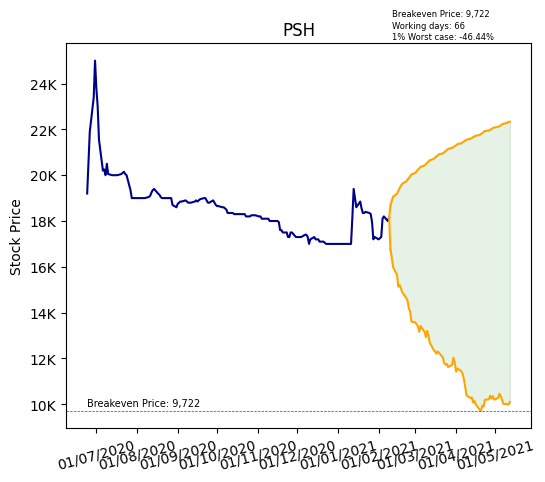 Breakeven Price: 9,722
Working days: 66
1% Worst case: -46.44%
PSH
Stock Price
24K
22K
20K
18K
16K
14K
12K
10K
Breakeven Price: 9,722
01/07/2020
01/08/2020
01/09/2020
01/10/2020
01/11/2020
01/12/2020
01/01/2021
01/02/2021
01/03/2021
01/04/2021
01/05/2021